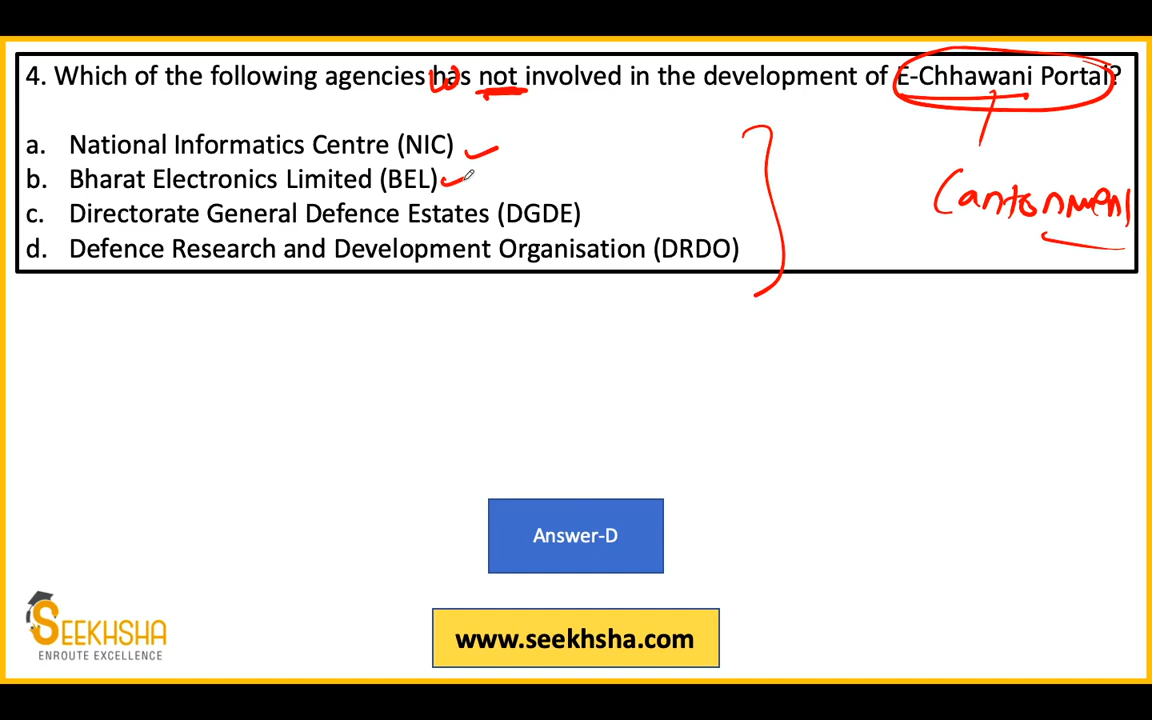 4. Which of the following agencies has not involved in the development of E-Chhawani Portal?
a. National Informatics Centre (NIC)
b. Bharat Electronics Limited (BEL)
c. Directorate General Defence Estates (DGDE)
d. Defence Research and Development Organisation (DRDO)
Cantonment
Answer-D
SEEKHSHA
ENROUTE EXCELLENCE
www.seekhsha.com